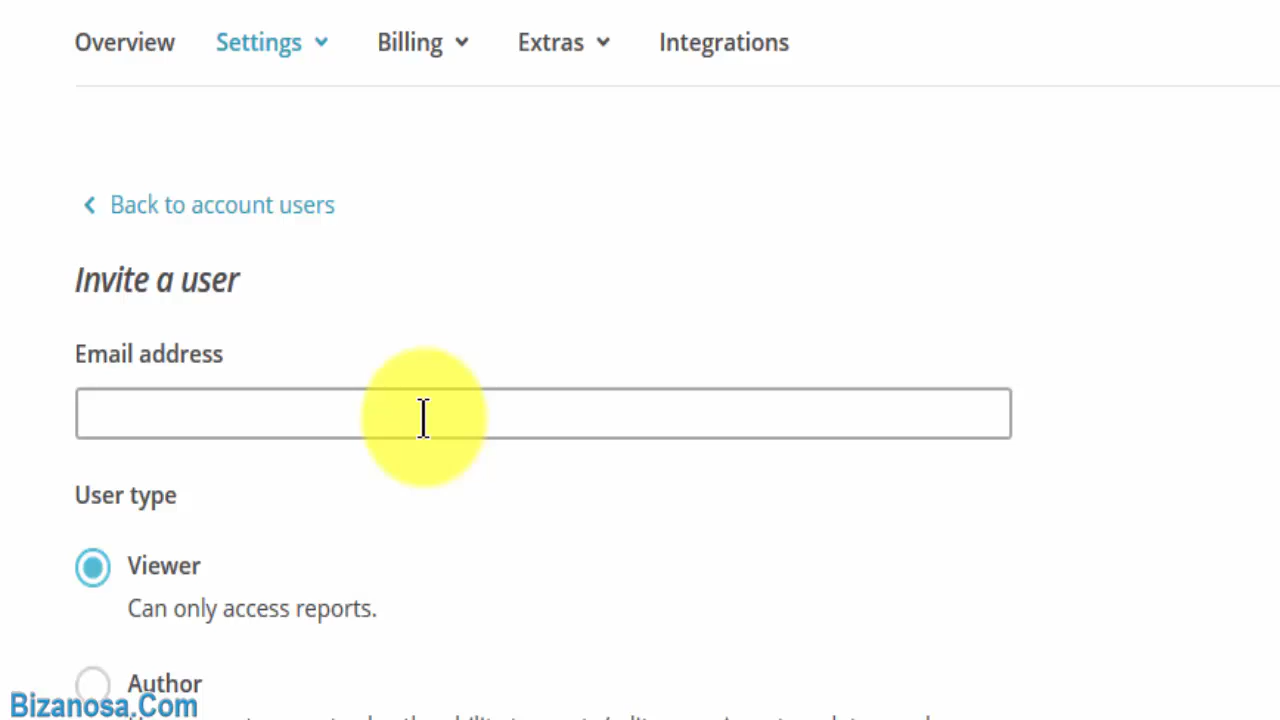 Overview Settings Billing Extras Integrations
Back to account users
Invite a user
Email address
User type
Viewer
Can only access reports.
Author
Bizanosa.Com